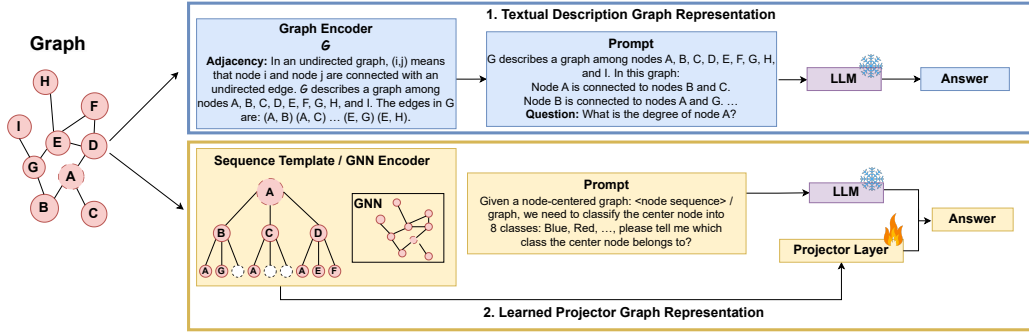 Graph
H
F
I
E
D
G
A
B
C
1. Textual Description Graph Representation
Graph Encoder
𝒢
Adjacency: In an undirected graph, (i,j) means
that node i and node j are connected with an
undirected edge. 𝒢 describes a graph among
nodes A, B, C, D, E, F, G, H, and I. The edges in G
are: (A, B) (A, C) … (E, G) (E, H).
Prompt
G describes a graph among nodes A, B, C, D, E, F, G, H,
and I. In this graph:
Node A is connected to nodes B and C.
Node B is connected to nodes A and G. …
Question: What is the degree of node A?
LLM
Answer
Sequence Template / GNN Encoder
A
B
C
D
A
G
A
A
E
F
GNN
Prompt
Given a node-centered graph: <node sequence> /
graph, we need to classify the center node into
8 classes: Blue, Red, …, please tell me which
class the center node belongs to?
LLM
Projector Layer
Answer
2. Learned Projector Graph Representation